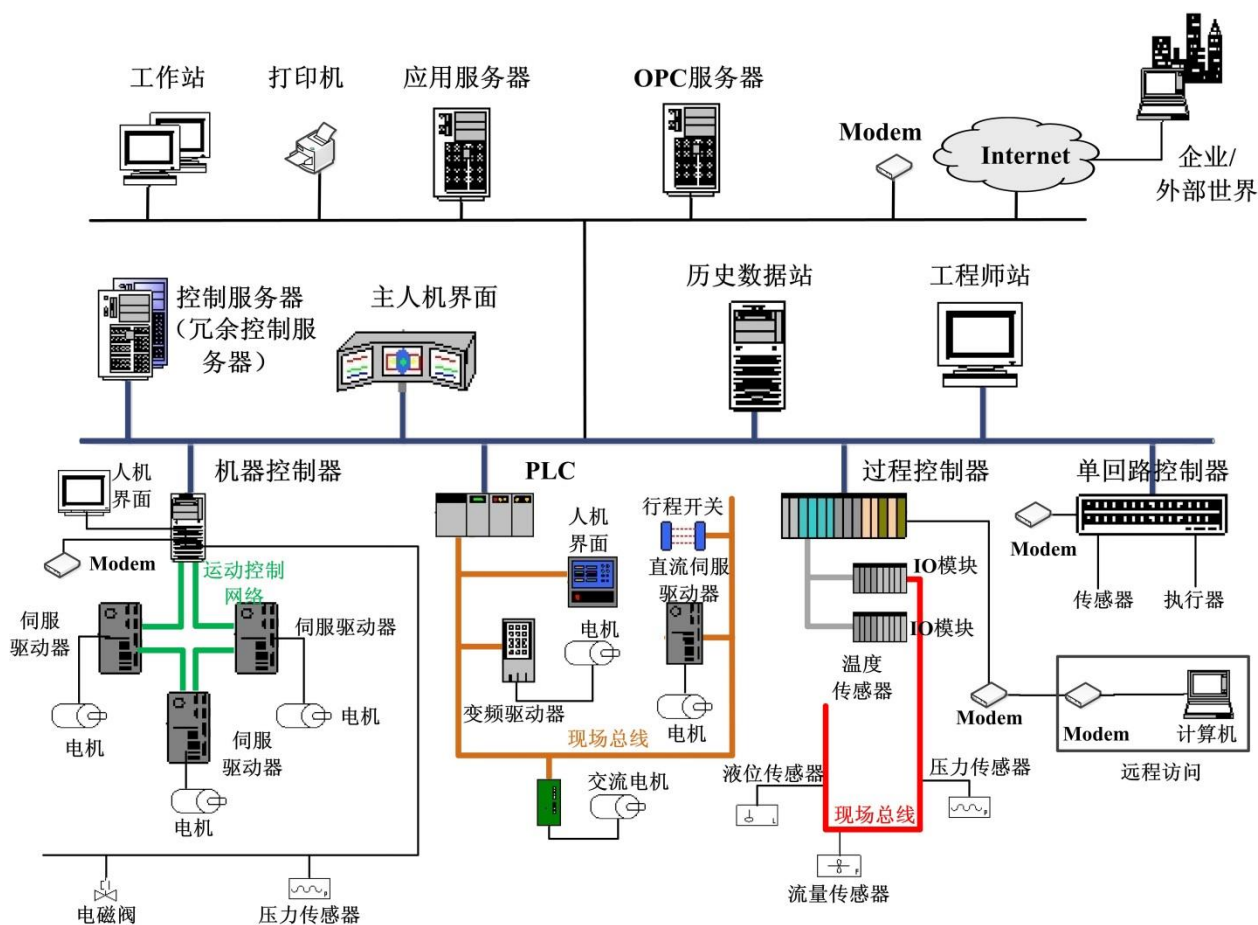 工作站
打印机
应用服务器
OPC服务器
Modem
Internet
企业/
外部世界
控制服务器
（冗余控制服
务器）
主人机界面
历史数据站
工程师站
人机
界面
机器控制器
PLC
过程控制器
单回路控制器
Modem
运动控制
网络
伺服
驱动器
伺服驱动器
电机
电机
伺服
驱动器
电机
电磁阀
压力传感器
人机
界面
行程开关
直流伺服
驱动器
电机
变频驱动器
电机
现场总线
交流电机
IO模块
IO模块
温度
传感器
液位传感器
L
压力传感器
P
现场总线
F
流量传感器
P
Modem
传感器
执行器
Modem
Modem
计算机
远程访问